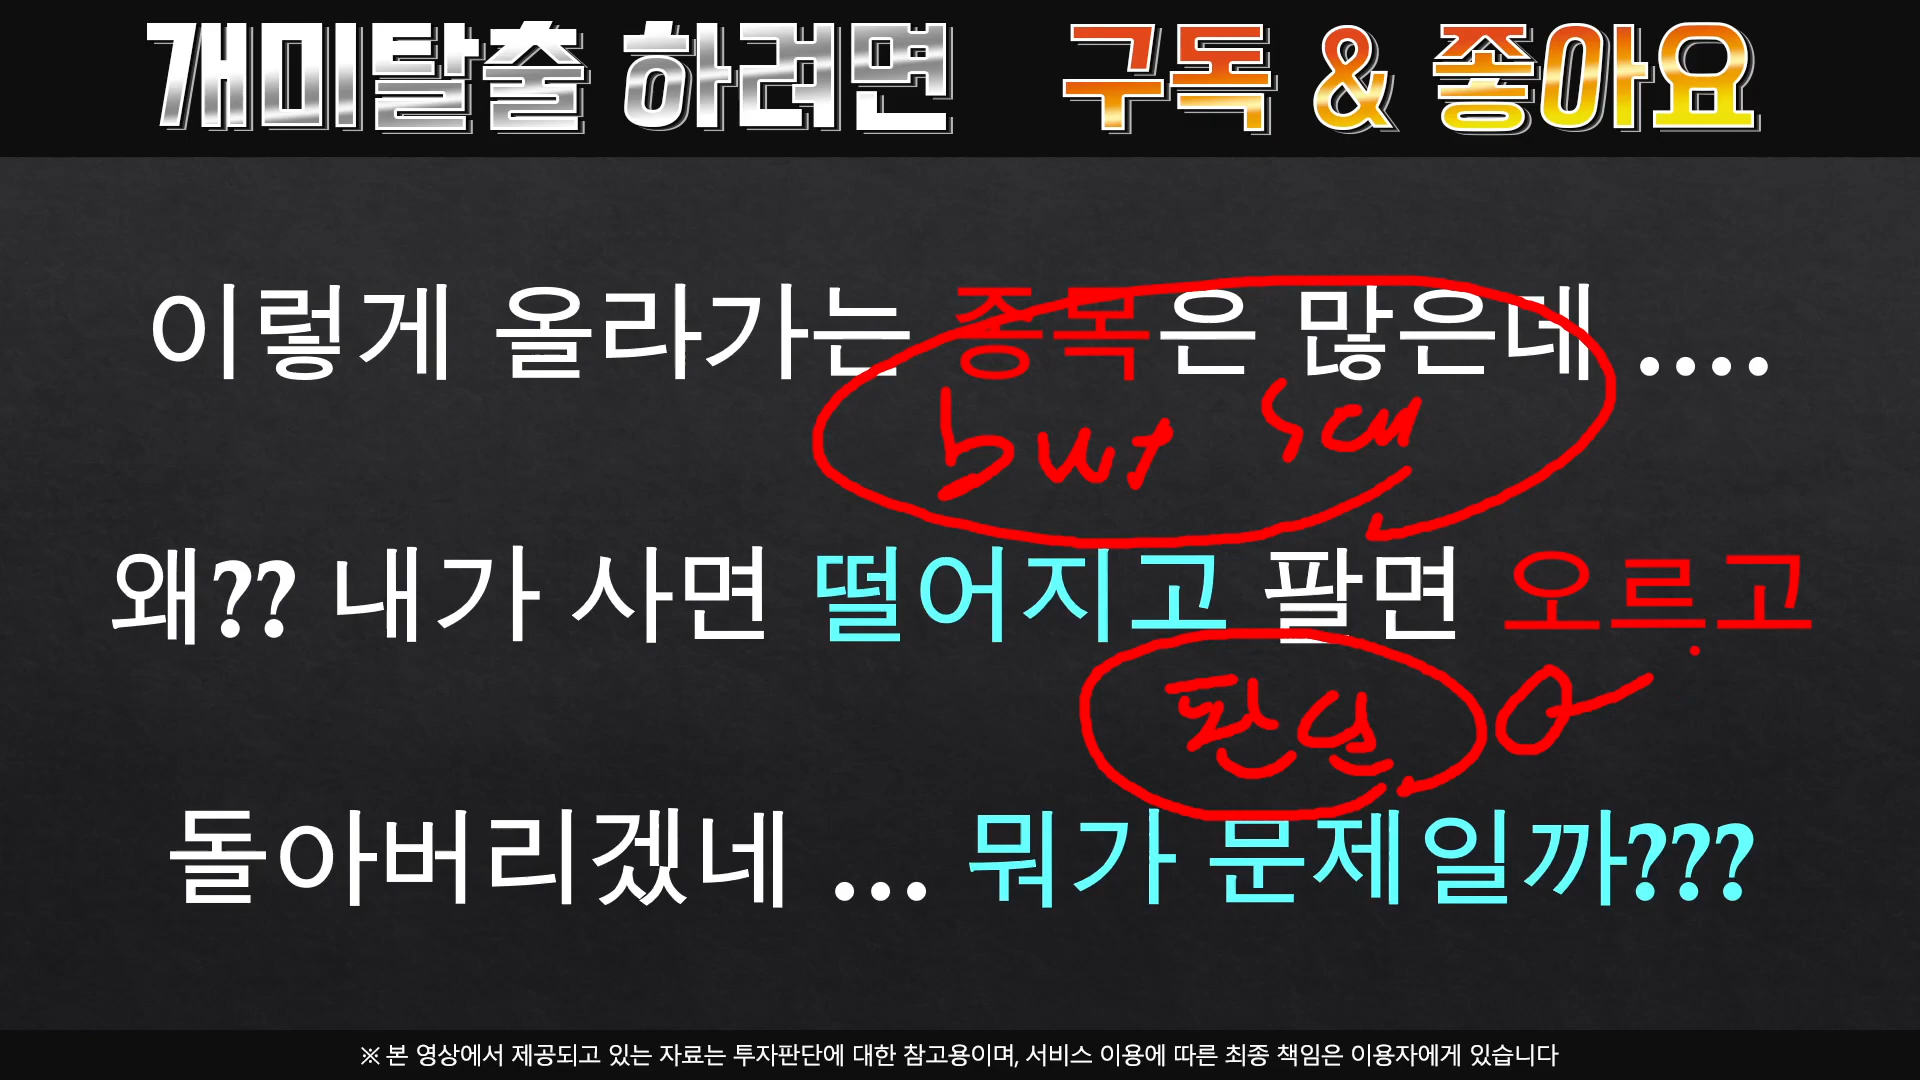 개미탈출 하려면 구독 & 좋아요
이렇게 올라가는 종목은 많은데 ....
but
왜?? 내가 사면 떨어지고 팔면 오르고
판단
돌아버리겠네 ... 뭐가 문제일까???
※ 본 영상에서 제공되고 있는 자료는 투자판단에 대한 참고용이며, 서비스 이용에 따른 최종 책임은 이용자에게 있습니다